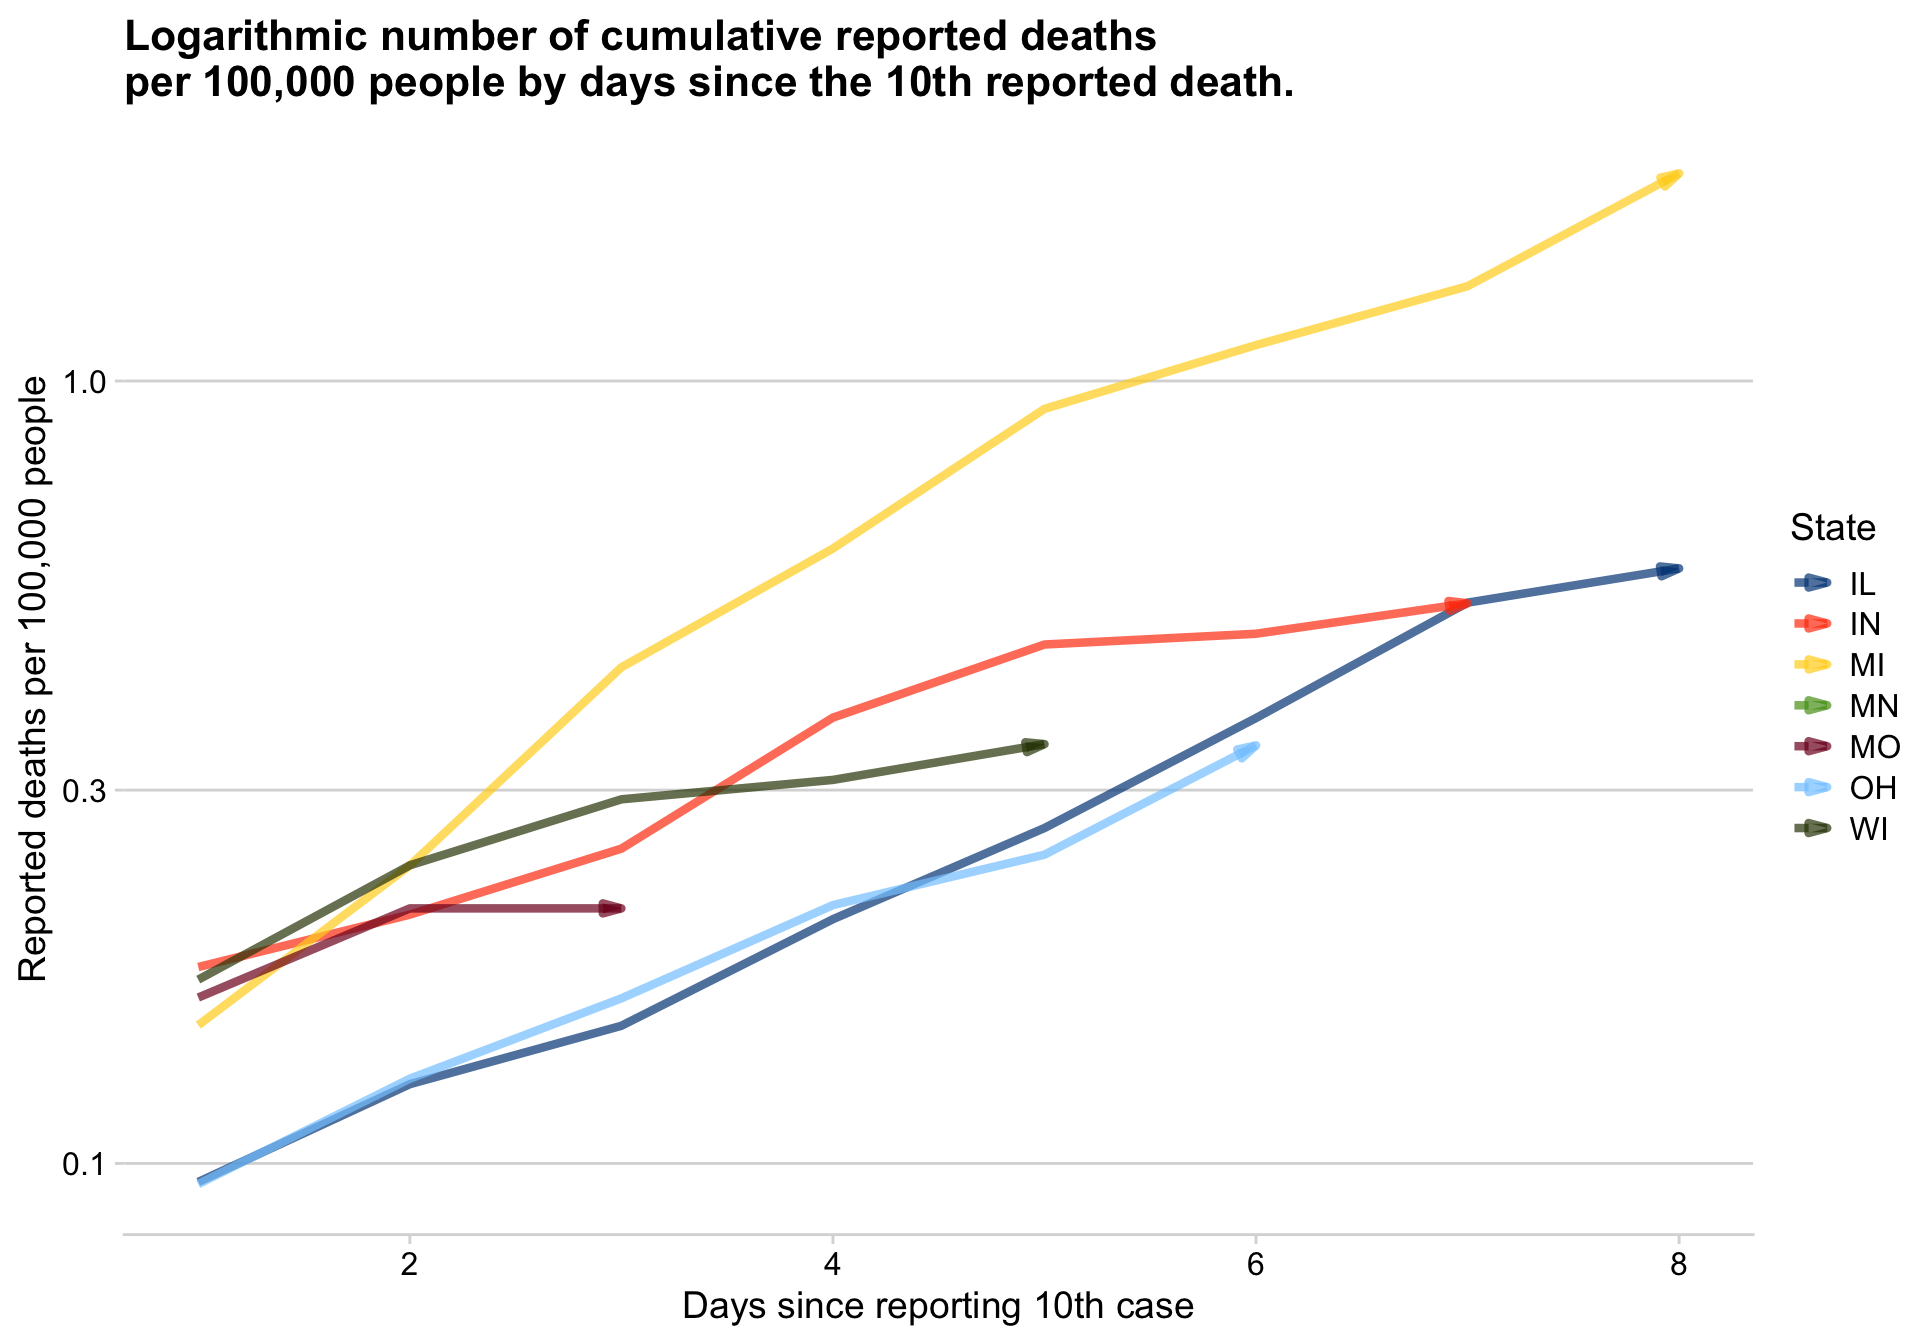 Logarithmic number of cumulative reported deaths
per 100,000 people by days since the 10th reported death.
Reported deaths per 100,000 people
1.0
0.3
0.1
2
4
6
8
Days since reporting 10th case
State
IL
IN
MI
MN
MO
OH
WI